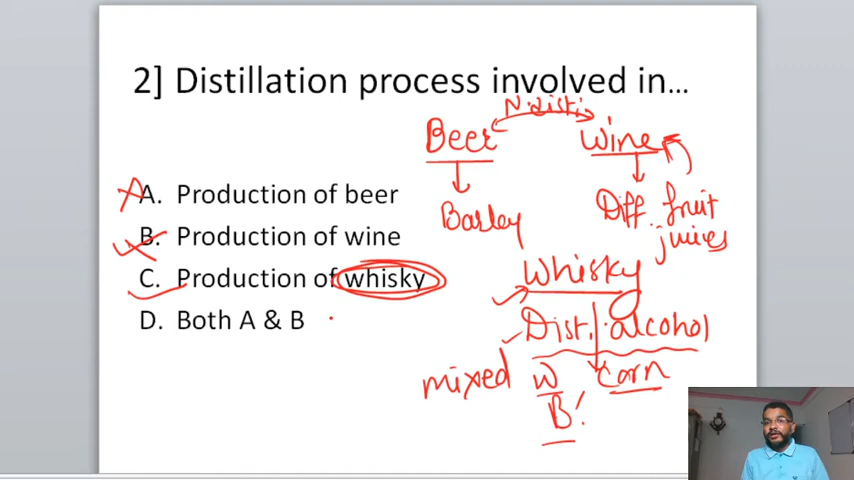 2] Distillation process involved in...
N.disti.
Beer
Wine
A. Production of beer
Barley
Diff. fruit
juices
B. Production of wine
C. Production of whisky
Whisky
D. Both A & B
Dist. alcohol
mixed W Corn
B